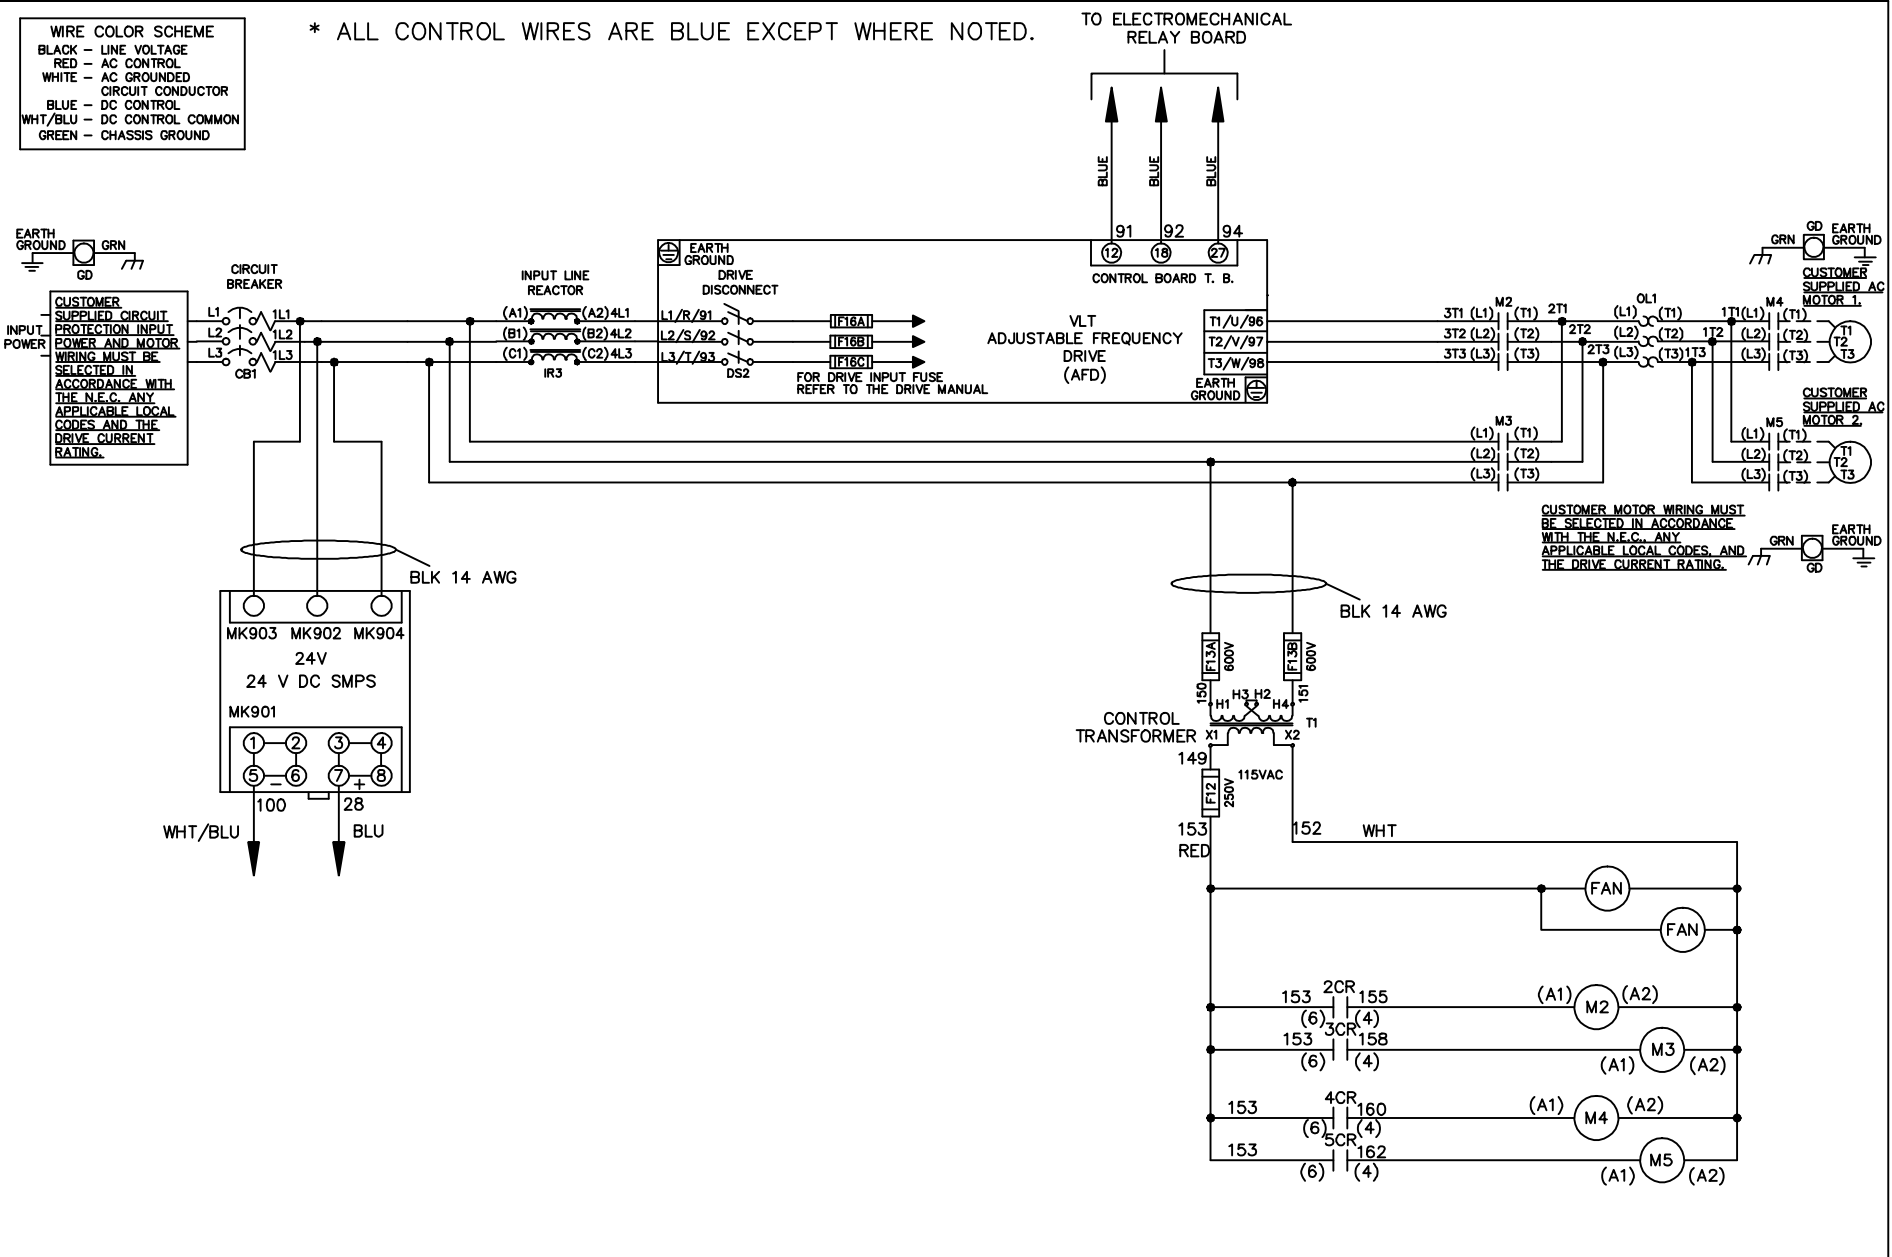 WIRE COLOR SCHEME
BLACK – LINE VOLTAGE
RED – AC CONTROL
WHITE – AC GROUNDED
CIRCUIT CONDUCTOR
BLUE – DC CONTROL
WHT/BLU – DC CONTROL COMMON
GREEN – CHASSIS GROUND
* ALL CONTROL WIRES ARE BLUE EXCEPT WHERE NOTED.
TO ELECTROMECHANICAL
RELAY BOARD
BLUE
BLUE
BLUE
91 92 94
12 18 27
CONTROL BOARD T. B.
EARTH
GROUND
GRN
GD
INPUT
POWER
CUSTOMER
SUPPLIED CIRCUIT
PROTECTION INPUT
POWER AND MOTOR
WIRING MUST BE
SELECTED IN
ACCORDANCE WITH
THE N.E.C. ANY
APPLICABLE LOCAL
CODES AND THE
DRIVE CURRENT
RATING.
CIRCUIT
BREAKER
L1 1L1
L2 1L2
L3 1L3
CB1
INPUT LINE
REACTOR
(A1) (A2) 4L1
(B1) (B2) 4L2
(C1) (C2) 4L3
IR3
EARTH
GROUND
DRIVE
DISCONNECT
L1/R/91
L2/S/92
L3/T/93
DS2
F16A
F16B
F16C
FOR DRIVE INPUT FUSE
REFER TO THE DRIVE MANUAL
VLT
ADJUSTABLE FREQUENCY
DRIVE
(AFD)
T1/U/96
T2/V/97
T3/W/98
EARTH
GROUND
M2
3T1 (L1) (T1) 2T1
3T2 (L2) (T2) 2T2
3T3 (L3) (T3) 2T3
OL1
(L1) (T1) 1T1
(L2) (T2) 1T2
(L3) (T3) 1T3
M4
(L1) (T1)
(L2) (T2)
(L3) (T3)
T1
T2
T3
GRN
GD
EARTH
GROUND
CUSTOMER
SUPPLIED AC
MOTOR 1.
M3
(L1) (T1)
(L2) (T2)
(L3) (T3)
CUSTOMER
SUPPLIED AC
MOTOR 2.
M5
(L1) (T1)
(L2) (T2)
(L3) (T3)
T1
T2
T3
CUSTOMER MOTOR WIRING MUST
BE SELECTED IN ACCORDANCE
WITH THE N.E.C., ANY
APPLICABLE LOCAL CODES, AND
THE DRIVE CURRENT RATING.
GRN
GD
EARTH
GROUND
BLK 14 AWG
MK903 MK902 MK904
24V
24 V DC SMPS
MK901
1 2 3 4
5 – 6 7 + 8
100 28
WHT/BLU BLU
BLK 14 AWG
F13A
600V
F13B
600V
150 151
H1 H3 H2 H4
CONTROL
TRANSFORMER
T1
X1 X2
149
115VAC
F12
250V
153
RED
152 WHT
FAN
FAN
153 2CR 155 (A1) M2 (A2)
(6) (4)
153 3CR 158 M3
(6) (4) (A1) (A2)
153 4CR 160 (A1) M4 (A2)
(6) (4)
153 5CR 162 M5
(6) (4) (A1) (A2)